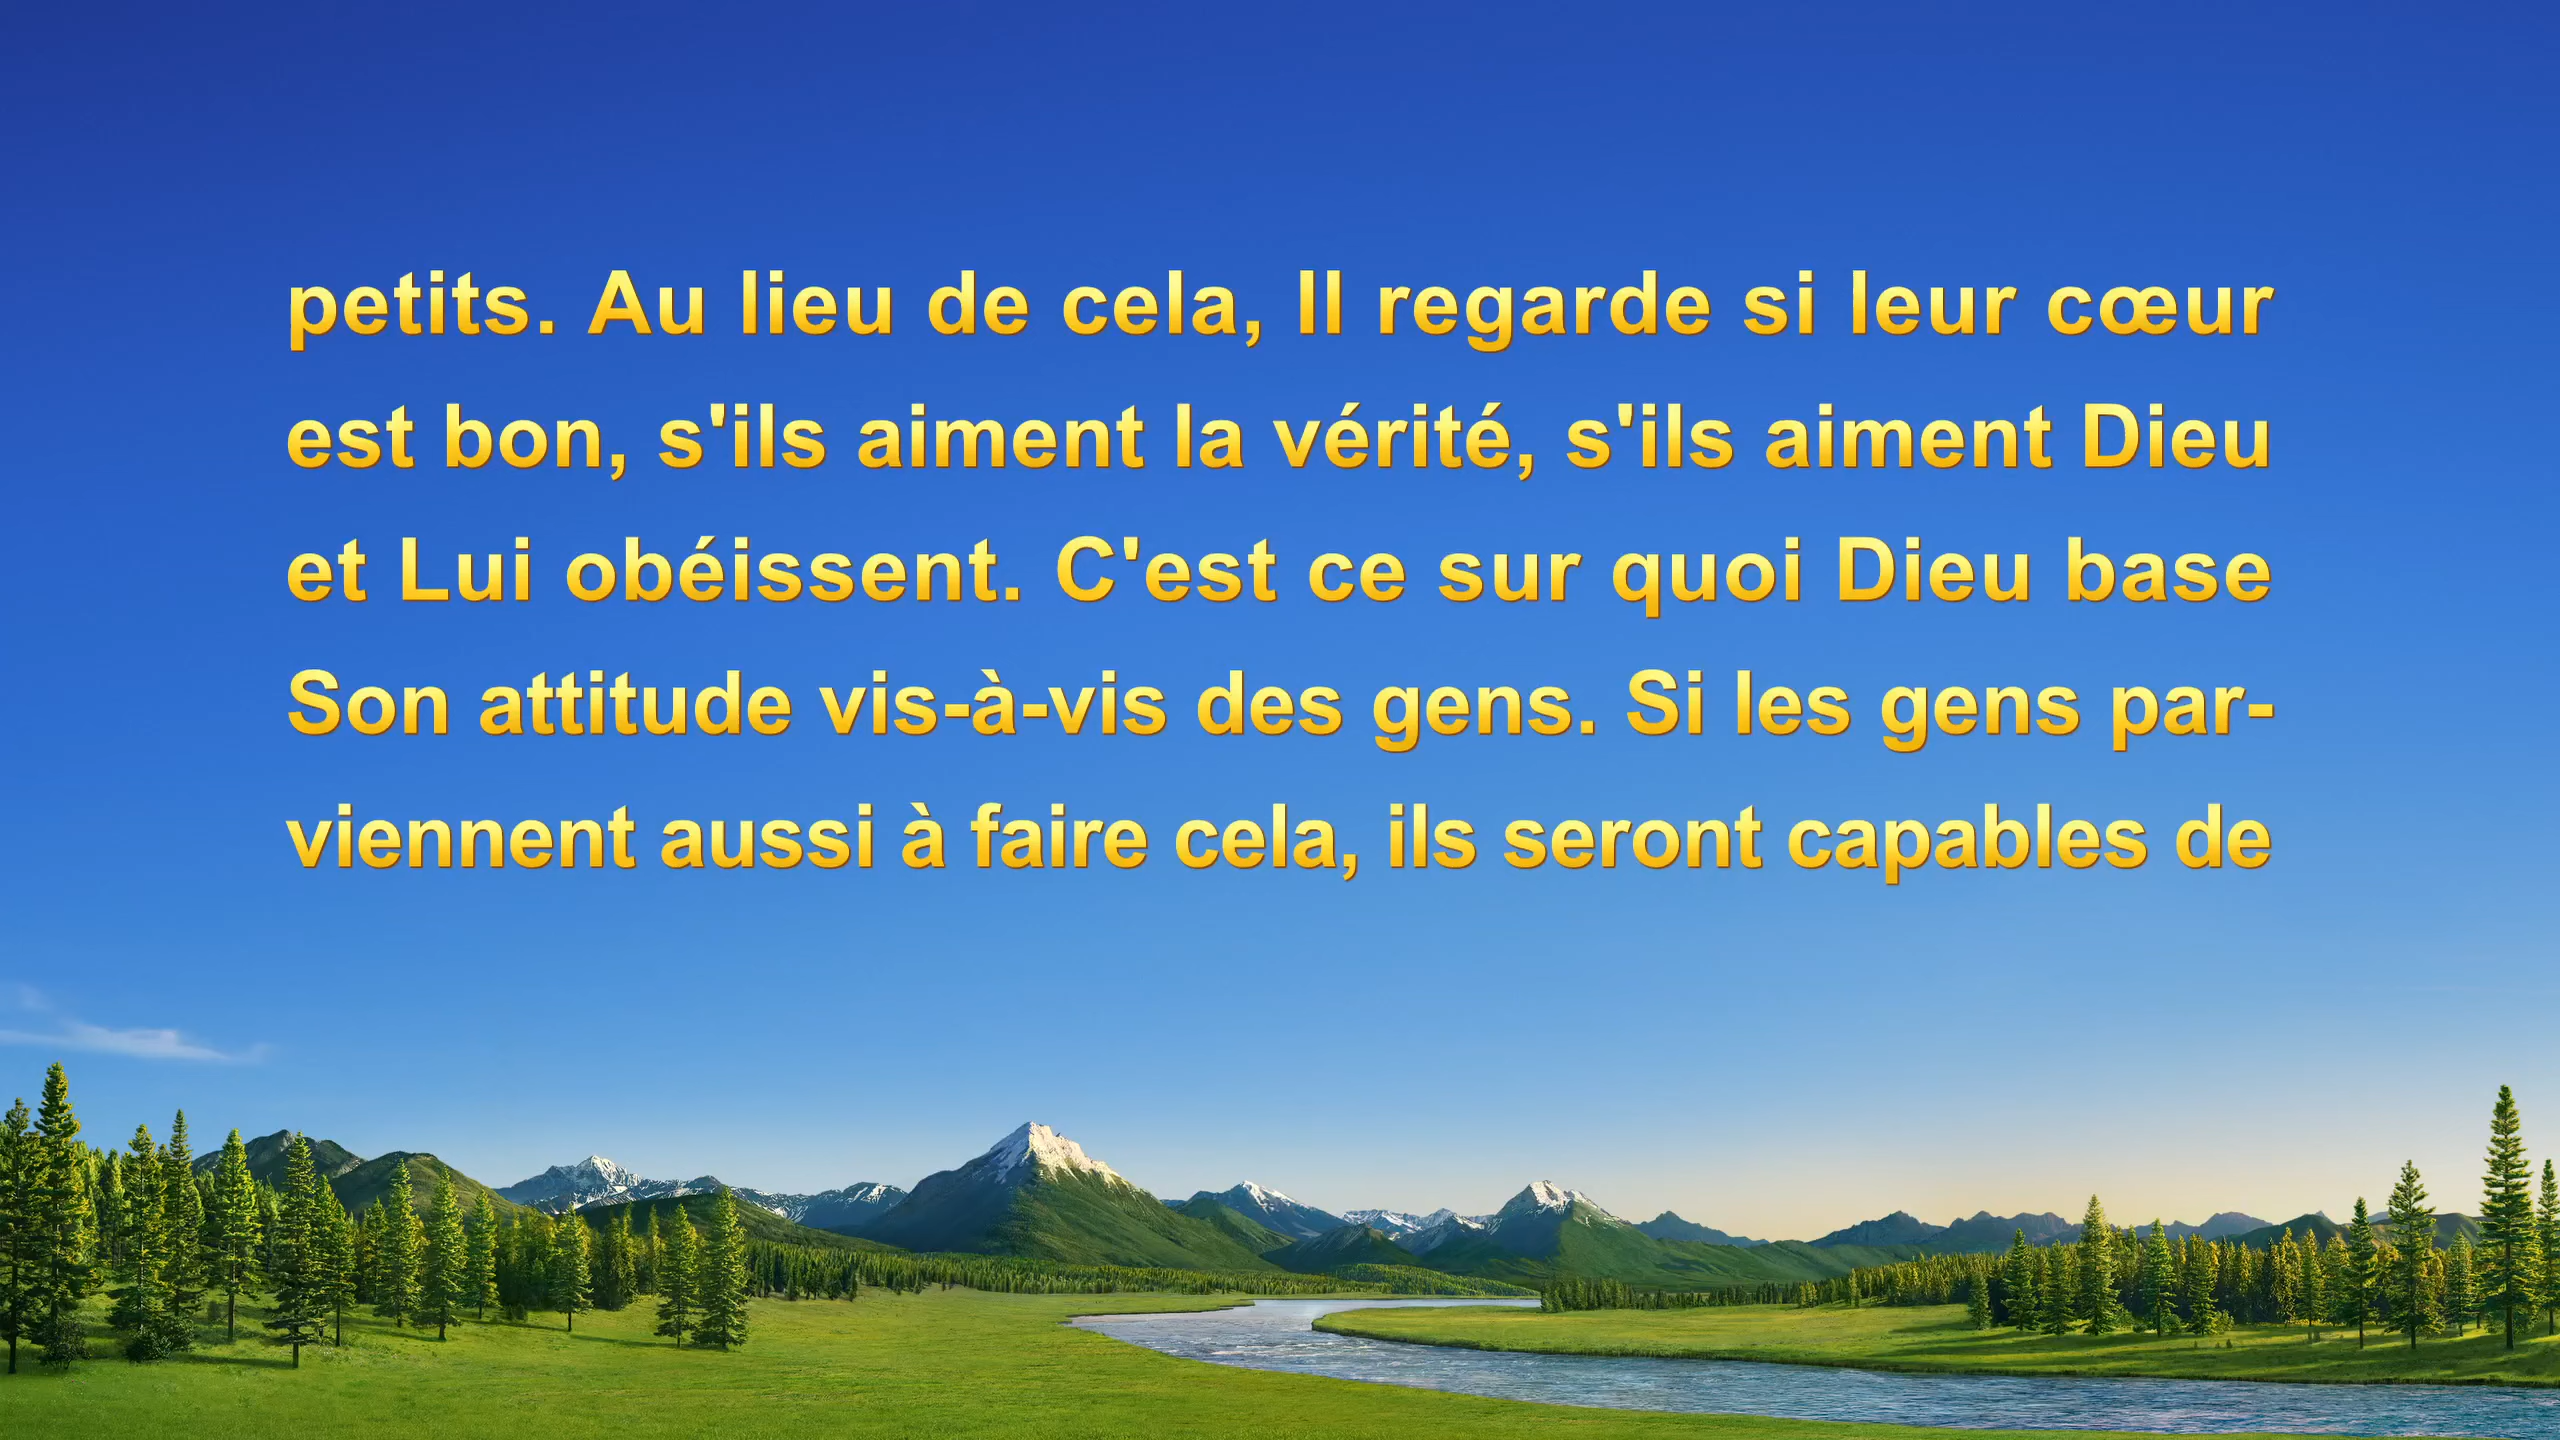 petits. Au lieu de cela, Il regarde si leur cœur
est bon, s'ils aiment la vérité, s'ils aiment Dieu
et Lui obéissent. C'est ce sur quoi Dieu base
Son attitude vis-à-vis des gens. Si les gens par-
viennent aussi à faire cela, ils seront capables de